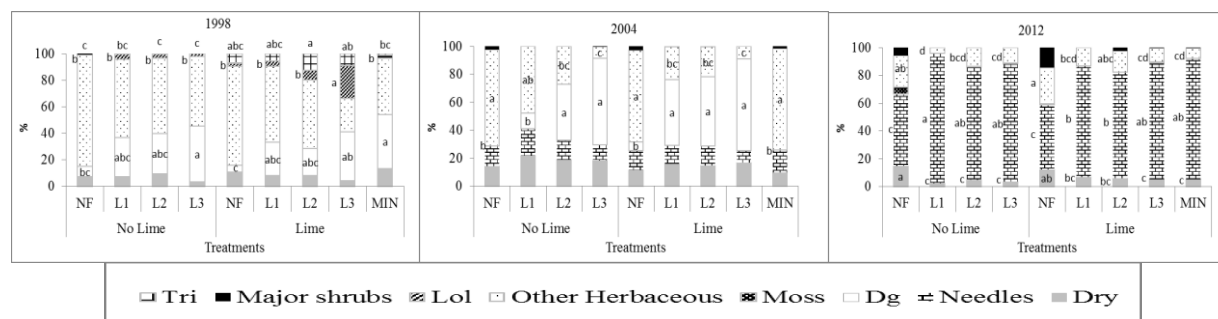 1998
2004
2012
c bc c c abc abc a ab bc
b b b b b b b a b
bc abc abc a c abc abc ab a
100
80
60
40
20
0
%
NF L1 L2 L3 NF L1 L2 L3 MIN
No Lime Lime
Treatments
c c
a ab bc a bc bc
a a a a a a
b b b b
100
80
60
40
20
0
%
NF L1 L2 L3 NF L1 L2 L3 MIN
No Lime Lime
Treatments
d bcd cd bcd abc cd cd
ab a
c a ab ab c b b ab ab
a c c c ab bc bc c c
100
80
60
40
20
0
%
NF L1 L2 L3 NF L1 L2 L3 MIN
No Lime Lime
Treatments
Tri Major shrubs Lol Other Herbaceous Moss Dg Needles Dry